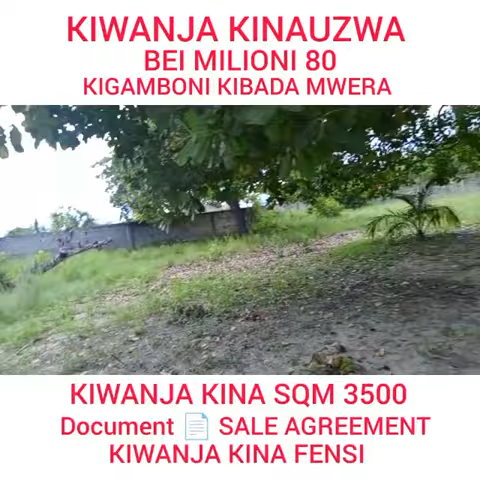 KIWANJA KINAUZWA
BEI MILIONI 80
KIGAMBONI KIBADA MWERA
KIWANJA KINA SQM 3500
Document 📄 SALE AGREEMENT
KIWANJA KINA FENSI